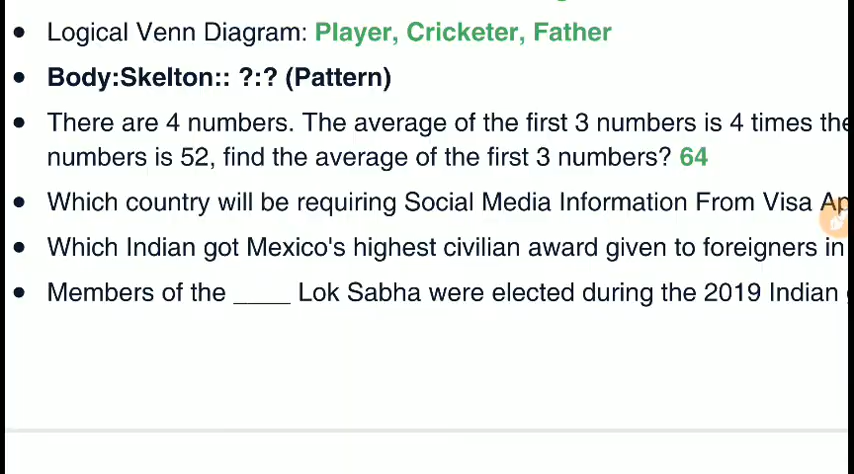 Logical Venn Diagram: Player, Cricketer, Father
Body:Skelton:: ?:? (Pattern)
There are 4 numbers. The average of the first 3 numbers is 4 times the
numbers is 52, find the average of the first 3 numbers? 64
Which country will be requiring Social Media Information From Visa Ap
Which Indian got Mexico's highest civilian award given to foreigners in
Members of the ____ Lok Sabha were elected during the 2019 Indian